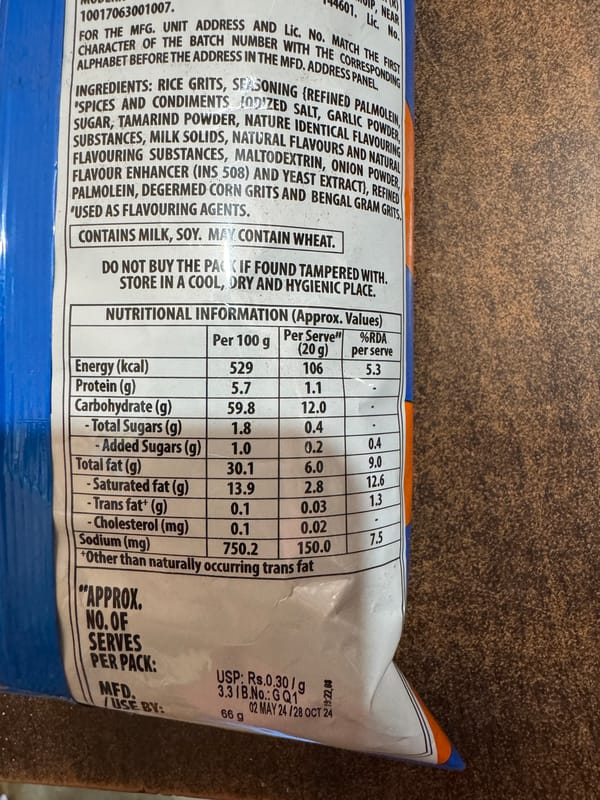 10017063001007.
144601. Lic. No.
FOR THE MFG. UNIT ADDRESS AND Lic. No. MATCH THE FIRST
CHARACTER OF THE BATCH NUMBER WITH THE CORRESPONDING
ALPHABET BEFORE THE ADDRESS IN THE MFD. ADDRESS PANEL.
INGREDIENTS: RICE GRITS, SEASONING {REFINED PALMOLEIN,
*SPICES AND CONDIMENTS, IODIZED SALT, GARLIC POWDER,
SUGAR, TAMARIND POWDER, NATURE IDENTICAL FLAVOURING
SUBSTANCES, MILK SOLIDS, NATURAL FLAVOURS AND NATURAL
FLAVOURING SUBSTANCES, MALTODEXTRIN, ONION POWDER,
FLAVOUR ENHANCER (INS 508) AND YEAST EXTRACT}, REFINED
PALMOLEIN, DEGERMED CORN GRITS AND BENGAL GRAM GRITS.
*USED AS FLAVOURING AGENTS.
CONTAINS MILK, SOY. MAY CONTAIN WHEAT.
DO NOT BUY THE PACK IF FOUND TAMPERED WITH.
STORE IN A COOL, DRY AND HYGIENIC PLACE.
NUTRITIONAL INFORMATION (Approx. Values)
Per 100 g Per Serve## (20 g) %RDA per serve
Energy (kcal) 529 106 5.3
Protein (g) 5.7 1.1 -
Carbohydrate (g) 59.8 12.0 -
- Total Sugars (g) 1.8 0.4 -
- Added Sugars (g) 1.0 0.2 0.4
Total fat (g) 30.1 6.0 9.0
- Saturated fat (g) 13.9 2.8 12.6
- Trans fat+ (g) 0.1 0.03 1.3
- Cholesterol (mg) 0.1 0.02 -
Sodium (mg) 750.2 150.0 7.5
+Other than naturally occurring trans fat
##APPROX.
NO. OF
SERVES
PER PACK:
MFD.
/ USE BY:
USP: Rs.0.30/g
3.3 | B.No.: G Q1
02 MAY 24 / 28 OCT 24
66 g